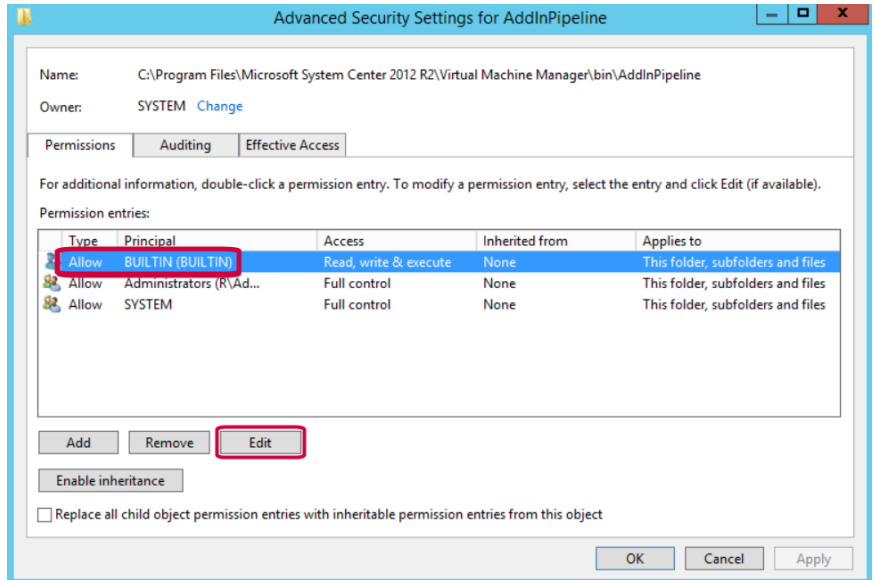 Advanced Security Settings for AddInPipeline
Name: C:\Program Files\Microsoft System Center 2012 R2\Virtual Machine Manager\bin\AddInPipeline
Owner: SYSTEM Change
Permissions Auditing Effective Access
For additional information, double-click a permission entry. To modify a permission entry, select the entry and click Edit (if available).
Permission entries:
Type Principal Access Inherited from Applies to
Allow BUILTIN (BUILTIN) Read, write & execute None This folder, subfolders and files
Allow Administrators (R\Ad... Full control None This folder, subfolders and files
Allow SYSTEM Full control None This folder, subfolders and files
Add Remove Edit
Enable inheritance
Replace all child object permission entries with inheritable permission entries from this object
OK Cancel Apply